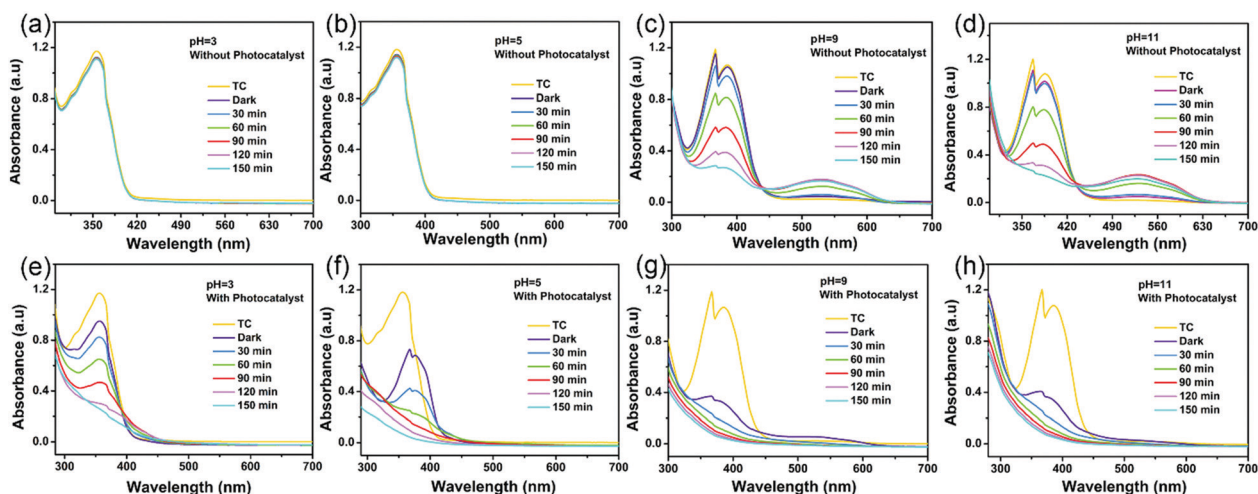 (a)
Absorbance (a.u)
1.2
0.8
0.4
0.0
pH=3
Without Photocatalyst
TC
Dark
30 min
60 min
90 min
120 min
150 min
350 420 490 560 630 700
Wavelength (nm)
(b)
Absorbance (a.u)
1.2
0.8
0.4
0.0
pH=5
Without Photocatalyst
TC
Dark
30 min
60 min
90 min
120 min
150 min
300 400 500 600 700
Wavelength (nm)
(c)
Absorbance (a.u)
1.2
0.8
0.4
0.0
pH=9
Without Photocatalyst
TC
Dark
30 min
60 min
90 min
120 min
150 min
300 400 500 600 700
Wavelength (nm)
(d)
Absorbance (a.u)
1.2
0.8
0.4
0.0
pH=11
Without Photocatalyst
TC
Dark
30 min
60 min
90 min
120 min
150 min
350 420 490 560 630 700
Wavelength (nm)
(e)
Absorbance (a.u)
1.2
0.8
0.4
0.0
pH=3
With Photocatalyst
TC
Dark
30 min
60 min
90 min
120 min
150 min
300 400 500 600 700
Wavelength (nm)
(f)
Absorbance (a.u)
1.2
0.8
0.4
0.0
pH=5
With Photocatalyst
TC
Dark
30 min
60 min
90 min
120 min
150 min
300 400 500 600 700
Wavelength (nm)
(g)
Absorbance (a.u)
1.2
0.8
0.4
0.0
pH=9
With Photocatalyst
TC
Dark
30 min
60 min
90 min
120 min
150 min
300 400 500 600 700
Wavelength (nm)
(h)
Absorbance (a.u)
1.2
0.8
0.4
0.0
pH=11
With Photocatalyst
TC
Dark
30 min
60 min
90 min
120 min
150 min
300 400 500 600 700
Wavelength (nm)